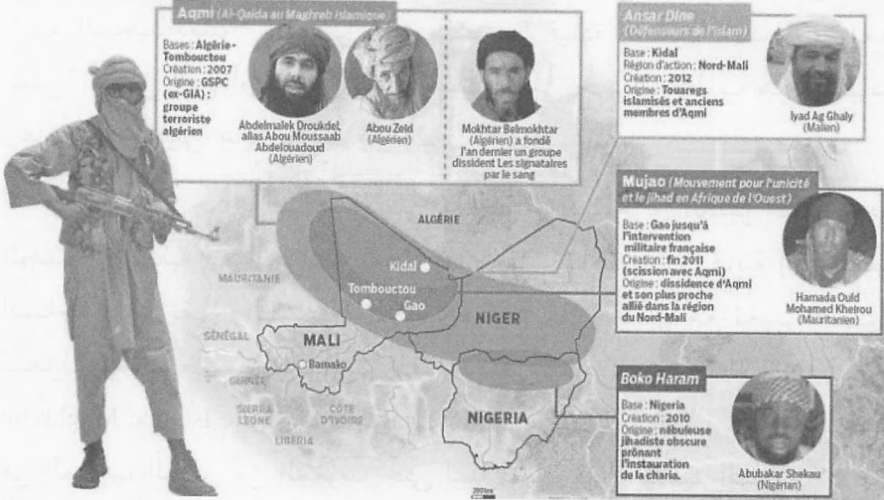 Aqmi (Al-Qaida au Maghreb islamique)
Bases : Algérie -
Tombouctou
Création : 2007
Origine : GSPC
(ex-GIA) :
groupe
terroriste
algérien
Abdelmalek Droukdel,
alias Abou Moussaab
Abdelouadoud
(Algérien)
Abou Zeid
(Algérien)
Mokhtar Belmokhtar
(Algérien) a fondé
l'an dernier un groupe
dissident Les signataires
par le sang
Ansar Dine
(Défenseurs de l'islam)
Base : Kidal
Région d'action : Nord-Mali
Création : 2012
Origine : Touaregs
islamisés et anciens
membres d'Aqmi
Iyad Ag Ghaly
(Malien)
Mujao (Mouvement pour l'unicité
et le jihad en Afrique de l'Ouest)
Base : Gao jusqu'à
l'intervention
militaire française
Création : fin 2011
(scission avec Aqmi)
Origine : dissidence d'Aqmi
et son plus proche
allié dans la région
du Nord-Mali
Hamada Ould
Mohamed Kheirou
(Mauritanien)
Boko Haram
Base : Nigeria
Création : 2010
Origine : nébuleuse
jihadiste obscure
prônant
l'instauration
de la charia.
Abubakar Shekau
(Nigérian)
ALGÉRIE
Kidal
MAURITANIE
Tombouctou
Gao
NIGER
SÉNÉGAL
MALI
Bamako
GUINÉE
SIERRA
LEONE
CÔTE
D'IVOIRE
LIBERIA
NIGERIA
200 km